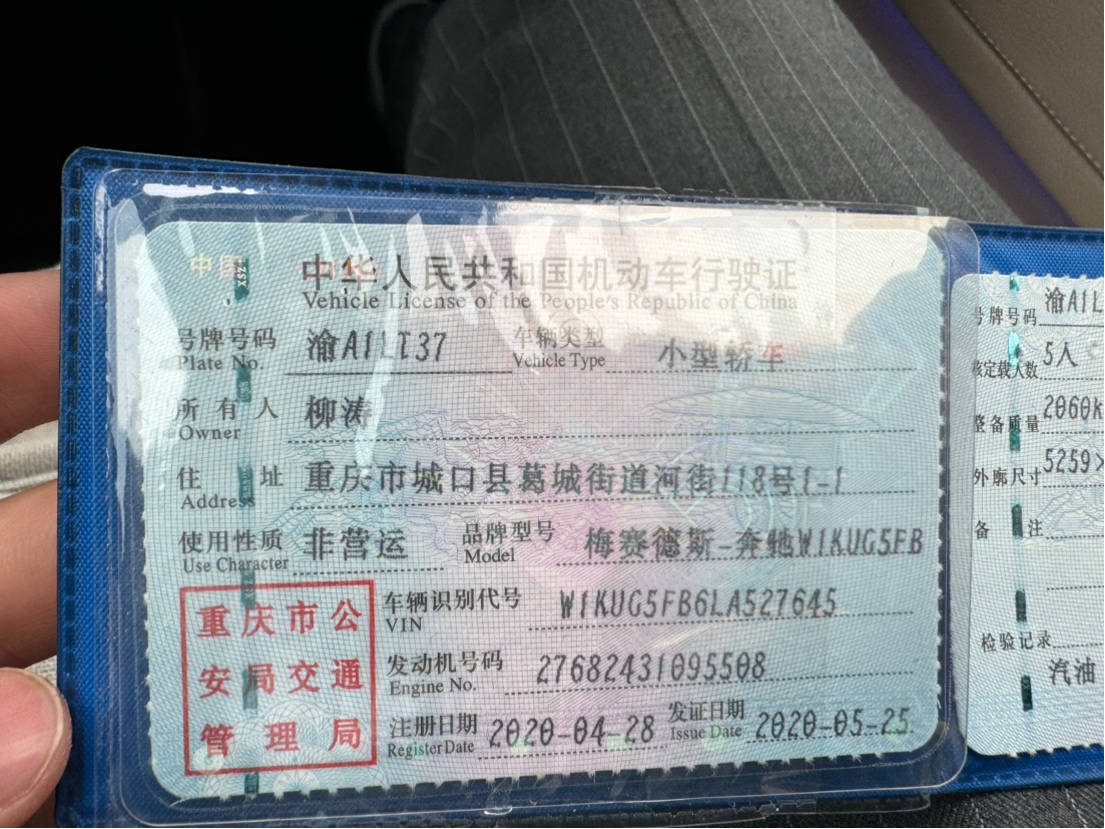 中国
XSZ
中华人民共和国机动车行驶证
Vehicle License of the People's Republic of China
号牌号码 渝A1LI37 车辆类型 小型轿车
Plate No. Vehicle Type
所有人 柳涛
Owner
住址 重庆市城口县葛城街道河街118号1-1
Address
使用性质 非营运 品牌型号 梅赛德斯-奔驰W1KUG5FB
Use Character Model
重庆市公
安局交通
管理局
车辆识别代号 W1KUG5FB6LA527645
VIN
发动机号码 27682431095508
Engine No.
注册日期 2020-04-28 发证日期 2020-05-25
Register Date Issue Date
号牌号码 渝A1L
核定载人数 5人
整备质量 2060k
外廓尺寸 5259×
备注
检验记录
汽油